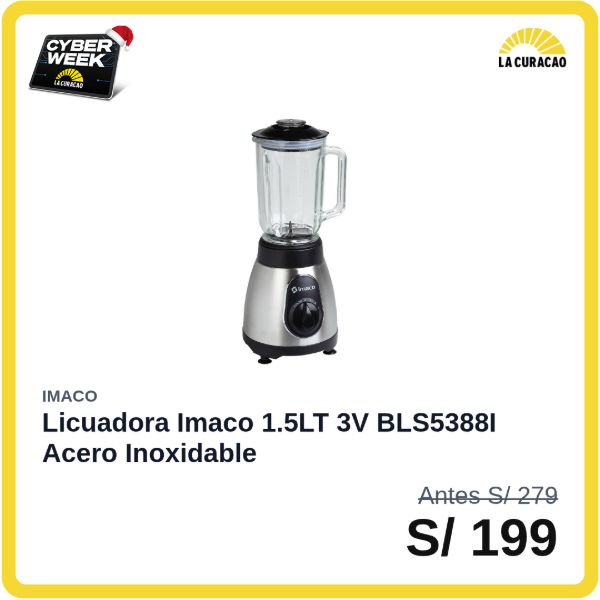 CYBER
WEEK
LA CURACAO
LA CURACAO
imaco
IMACO
Licuadora Imaco 1.5LT 3V BLS5388I
Acero Inoxidable
Antes S/ 279
S/ 199